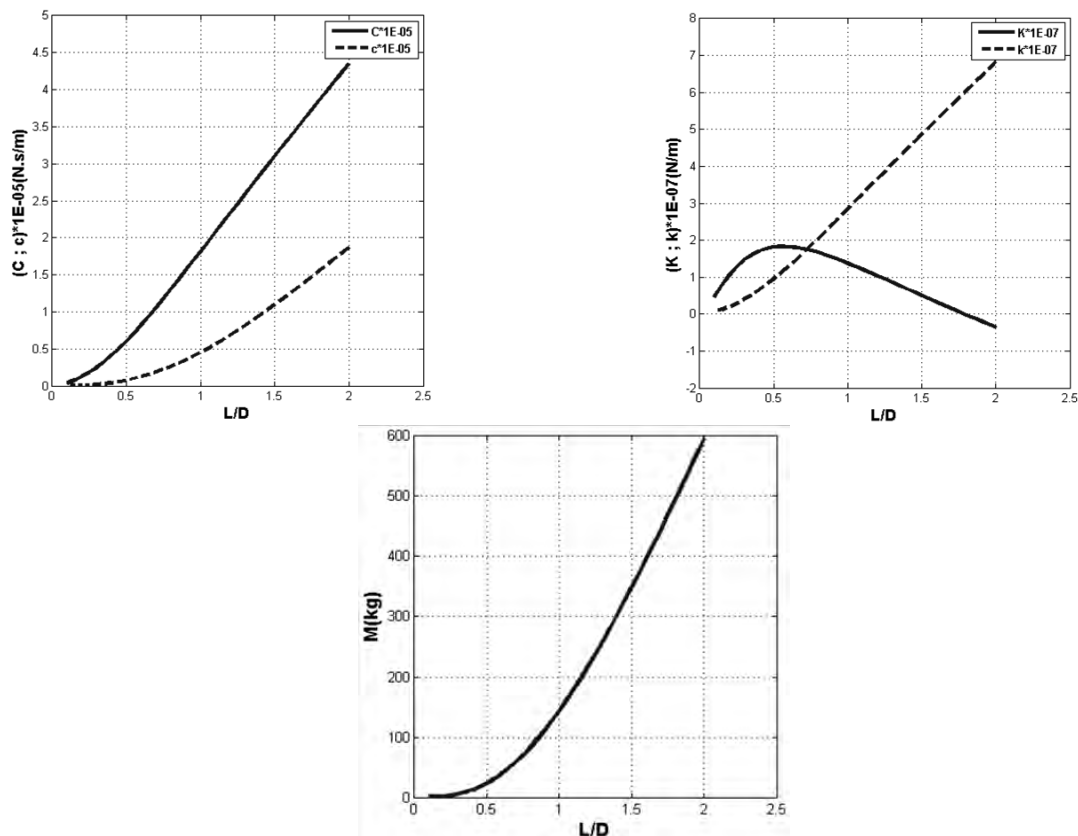 5
4.5
4
3.5
3
2.5
2
1.5
1
0.5
0
(C ; c)*1E-05(N.s/m)
C*1E-05
c*1E-05
0 0.5 1 1.5 2 2.5
L/D
8
7
6
5
4
3
2
1
0
-1
-2
(K ; k)*1E-07(N/m)
K*1E-07
k*1E-07
0 0.5 1 1.5 2 2.5
L/D
600
500
400
300
200
100
0
M(kg)
0 0.5 1 1.5 2 2.5
L/D